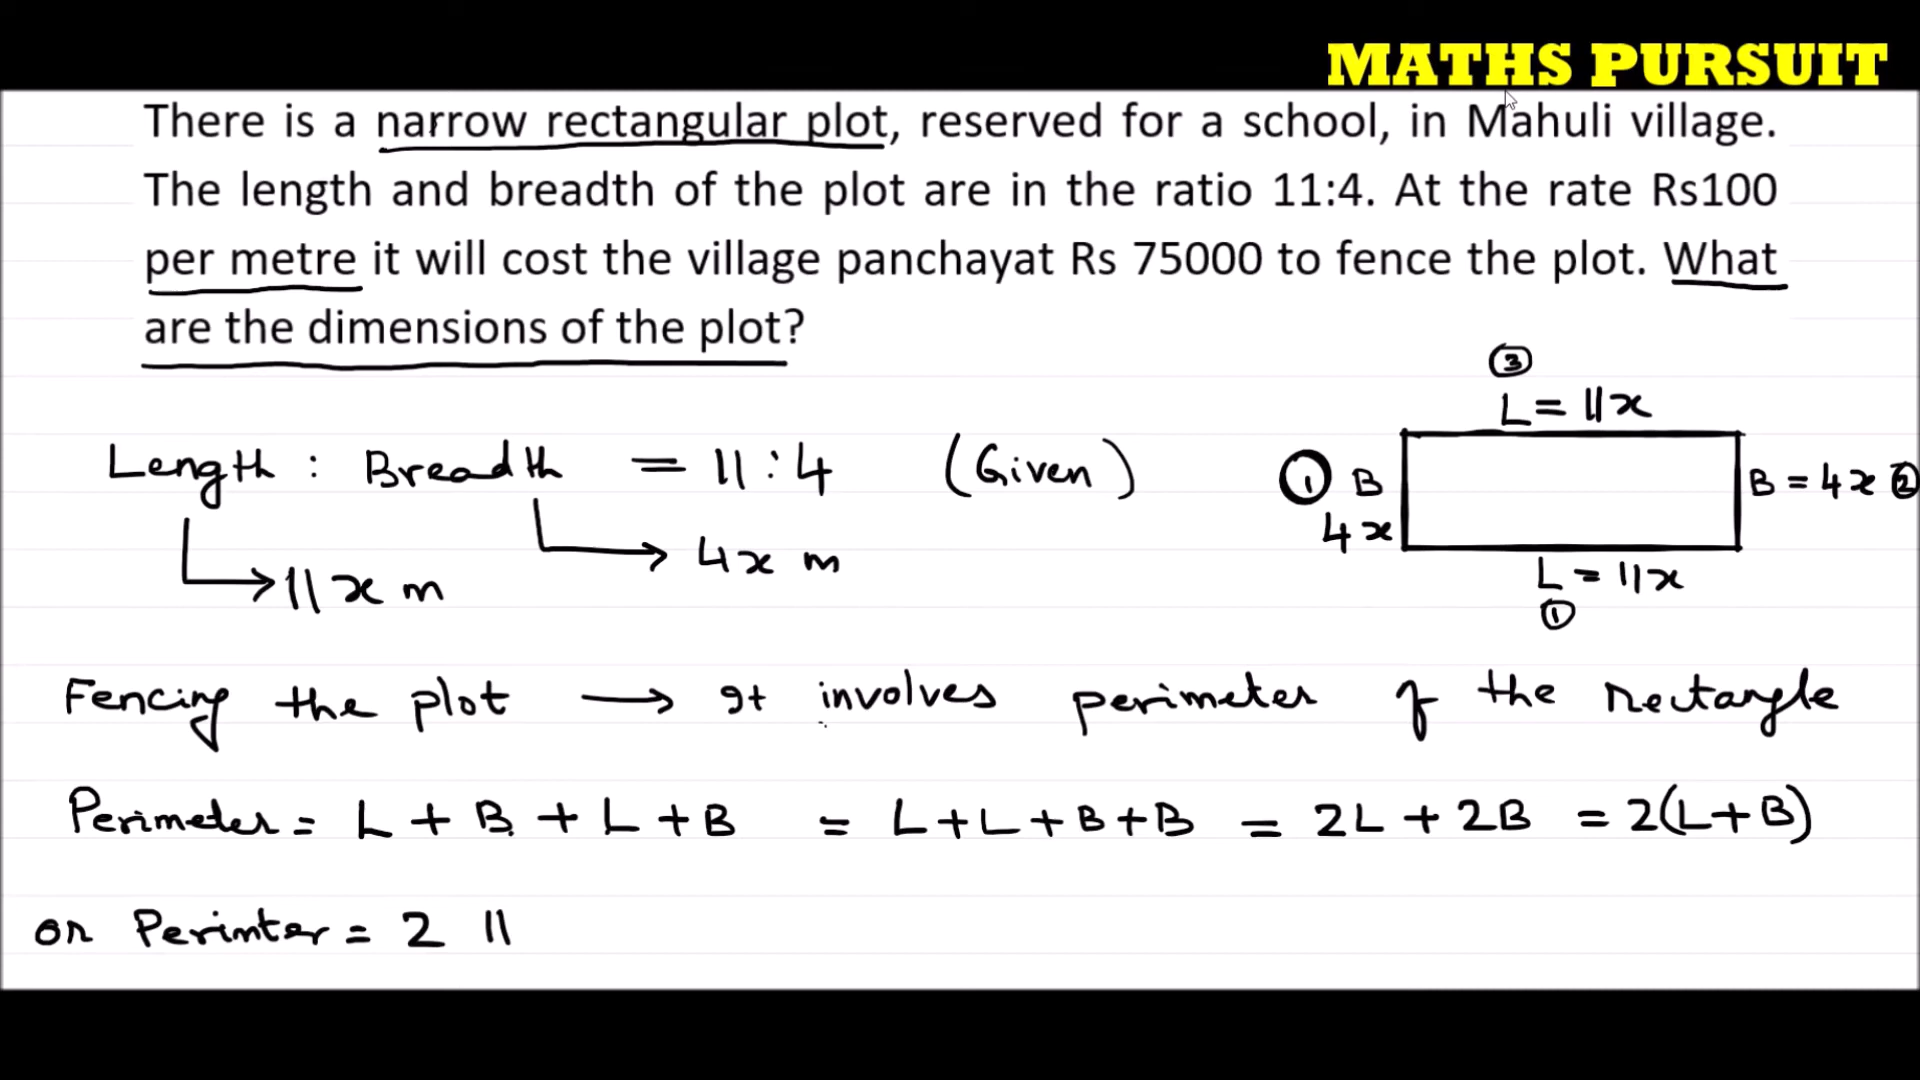 MATHS PURSUIT
There is a narrow rectangular plot, reserved for a school, in Mahuli village.
The length and breadth of the plot are in the ratio 11:4. At the rate Rs100
per metre it will cost the village panchayat Rs 75000 to fence the plot. What
are the dimensions of the plot?
③
L = 11x
Length : Breadth = 11 : 4 (Given)
① B
4x
B = 4x ②
11x m
4x m
L = 11x
①
Fencing the plot → It involves perimeter of the rectangle
Perimeter = L + B + L + B = L + L + B + B = 2L + 2B = 2(L+B)
or Perimter = 2 11